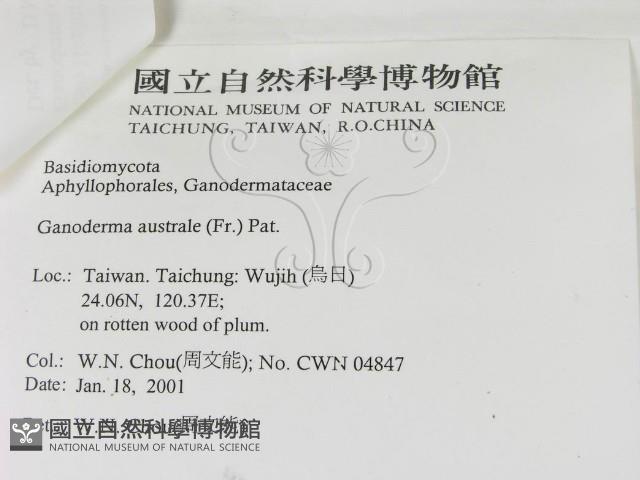 國立自然科學博物館
NATIONAL MUSEUM OF NATURAL SCIENCE
TAICHUNG, TAIWAN, R.O.CHINA
Basidiomycota
Aphyllophorales, Ganodermataceae
Ganoderma australe (Fr.) Pat.
Loc.: Taiwan. Taichung: Wujih (烏日)
24.06N, 120.37E;
on rotten wood of plum.
Col.: W.N. Chou(周文能); No. CWN 04847
Date: Jan. 18, 2001
國立自然科學博物館
NATIONAL MUSEUM OF NATURAL SCIENCE